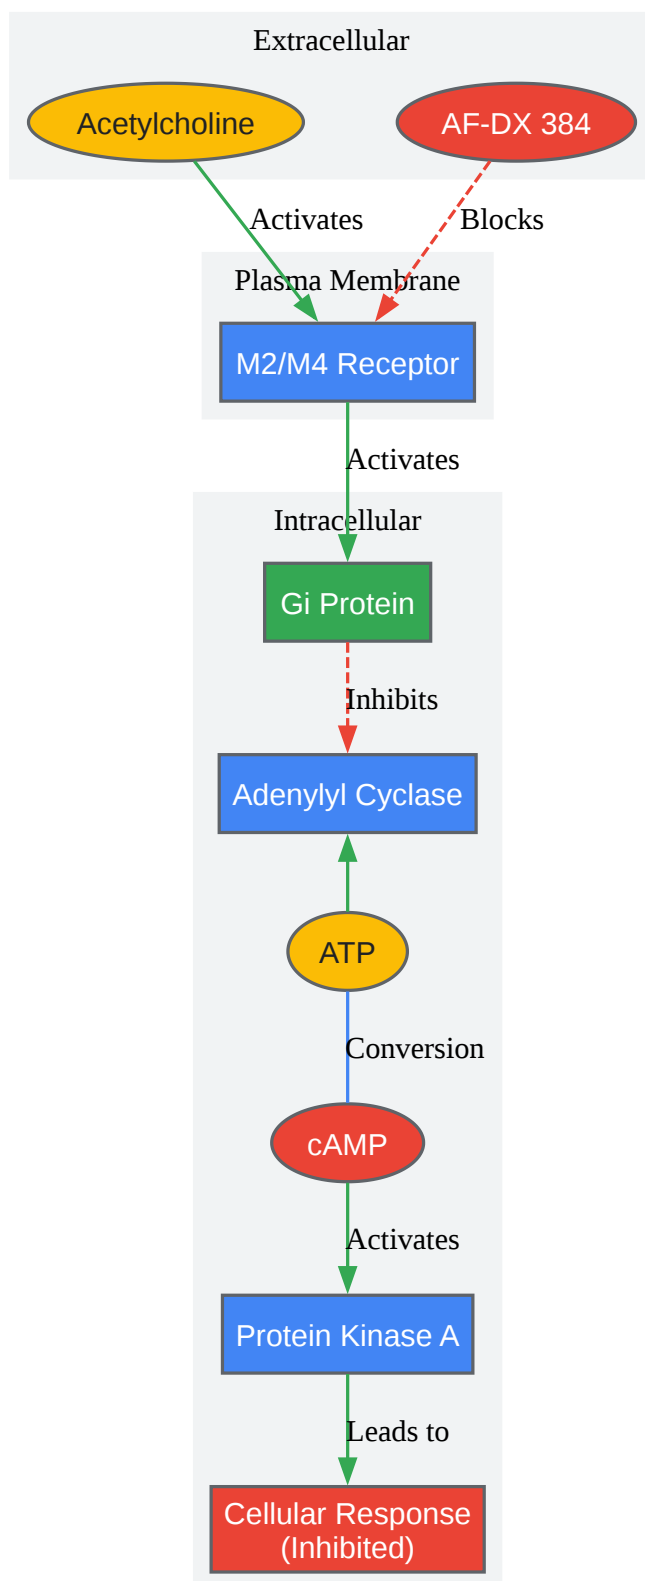 Extracellular
Acetylcholine
AF-DX 384
Activates
Blocks
Plasma Membrane
M2/M4 Receptor
Activates
Intracellular
Gi Protein
Inhibits
Adenylyl Cyclase
ATP
Conversion
cAMP
Activates
Protein Kinase A
Leads to
Cellular Response
(Inhibited)